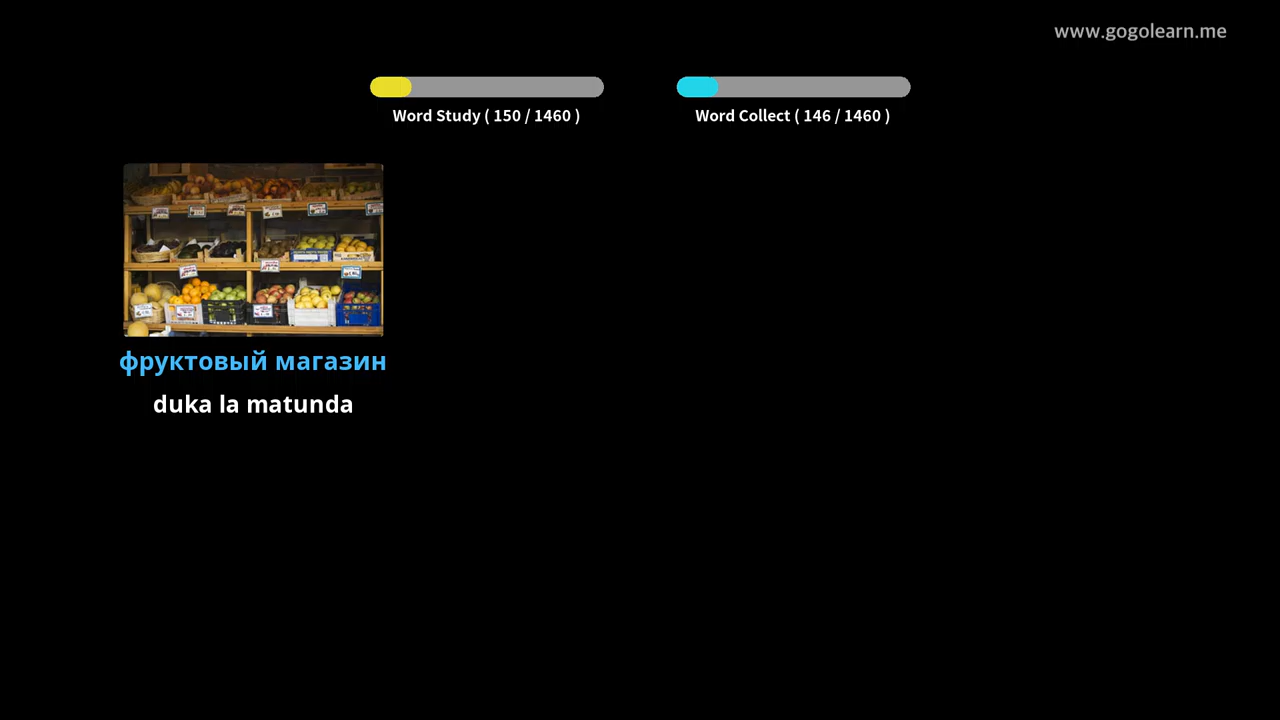 www.gogolearn.me
Word Study ( 150 / 1460 )
Word Collect ( 146 / 1460 )
фруктовый магазин
duka la matunda